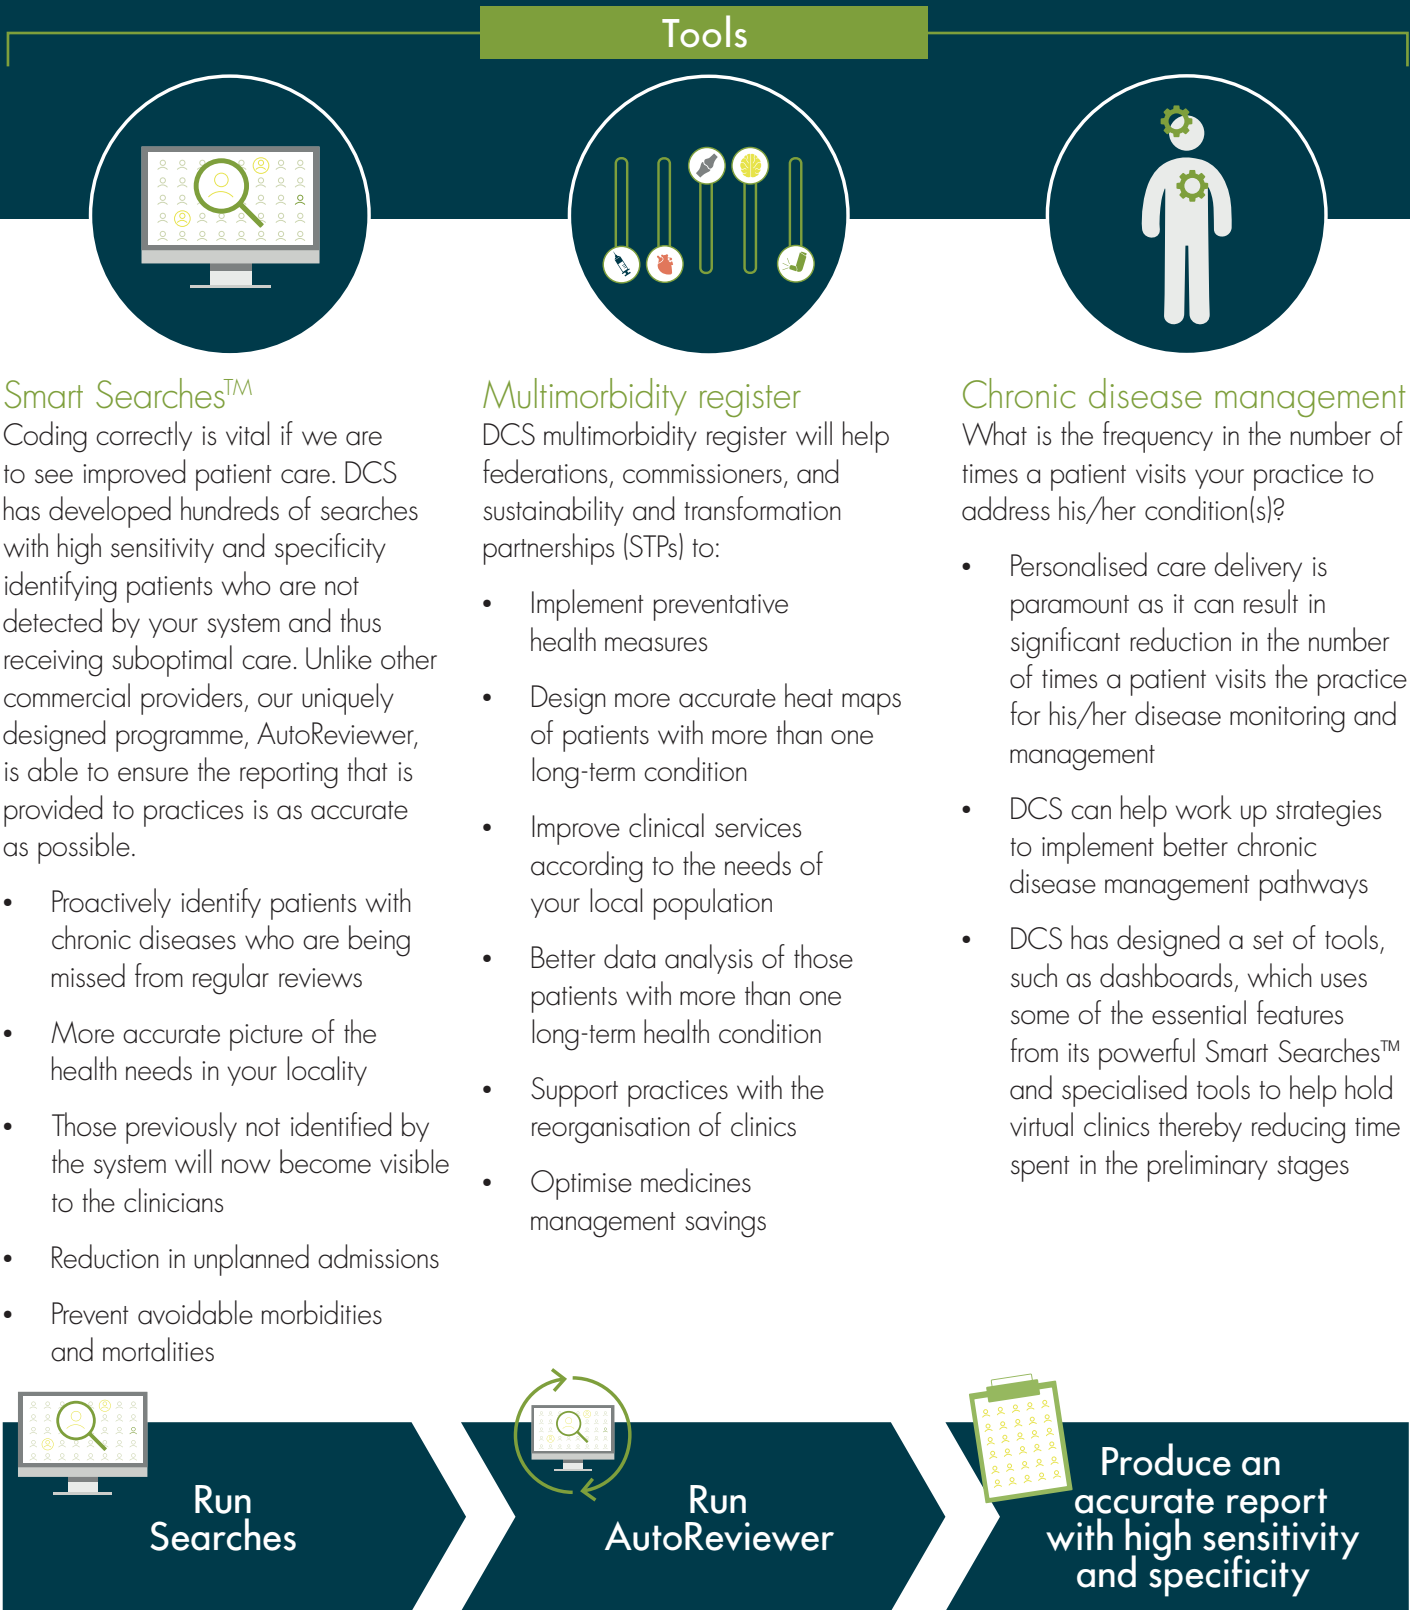 Tools
Smart Searches™
Coding correctly is vital if we are
to see improved patient care. DCS
has developed hundreds of searches
with high sensitivity and specificity
identifying patients who are not
detected by your system and thus
receiving suboptimal care. Unlike other
commercial providers, our uniquely
designed programme, AutoReviewer,
is able to ensure the reporting that is
provided to practices is as accurate
as possible.
• Proactively identify patients with
chronic diseases who are being
missed from regular reviews
• More accurate picture of the
health needs in your locality
• Those previously not identified by
the system will now become visible
to the clinicians
• Reduction in unplanned admissions
• Prevent avoidable morbidities
and mortalities
Multimorbidity register
DCS multimorbidity register will help
federations, commissioners, and
sustainability and transformation
partnerships (STPs) to:
• Implement preventative
health measures
• Design more accurate heat maps
of patients with more than one
long-term condition
• Improve clinical services
according to the needs of
your local population
• Better data analysis of those
patients with more than one
long-term health condition
• Support practices with the
reorganisation of clinics
• Optimise medicines
management savings
Chronic disease management
What is the frequency in the number of
times a patient visits your practice to
address his/her condition(s)?
• Personalised care delivery is
paramount as it can result in
significant reduction in the number
of times a patient visits the practice
for his/her disease monitoring and
management
• DCS can help work up strategies
to implement better chronic
disease management pathways
• DCS has designed a set of tools,
such as dashboards, which uses
some of the essential features
from its powerful Smart Searches™
and specialised tools to help hold
virtual clinics thereby reducing time
spent in the preliminary stages
Run
Searches
Run
AutoReviewer
Produce an
accurate report
with high sensitivity
and specificity